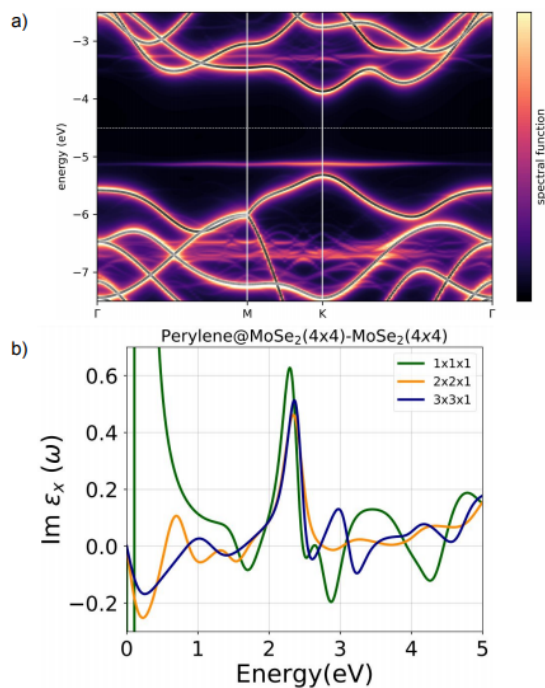 a)
−3
−4
−5
−6
−7
energy (eV)
Γ
M
K
Γ
spectral function
b)
Perylene@MoSe₂(4x4)-MoSe₂(4x4)
1x1x1
2x2x1
3x3x1
0.6
0.4
0.2
0.0
−0.2
Im ε_x (ω)
0
1
2
3
4
5
Energy(eV)